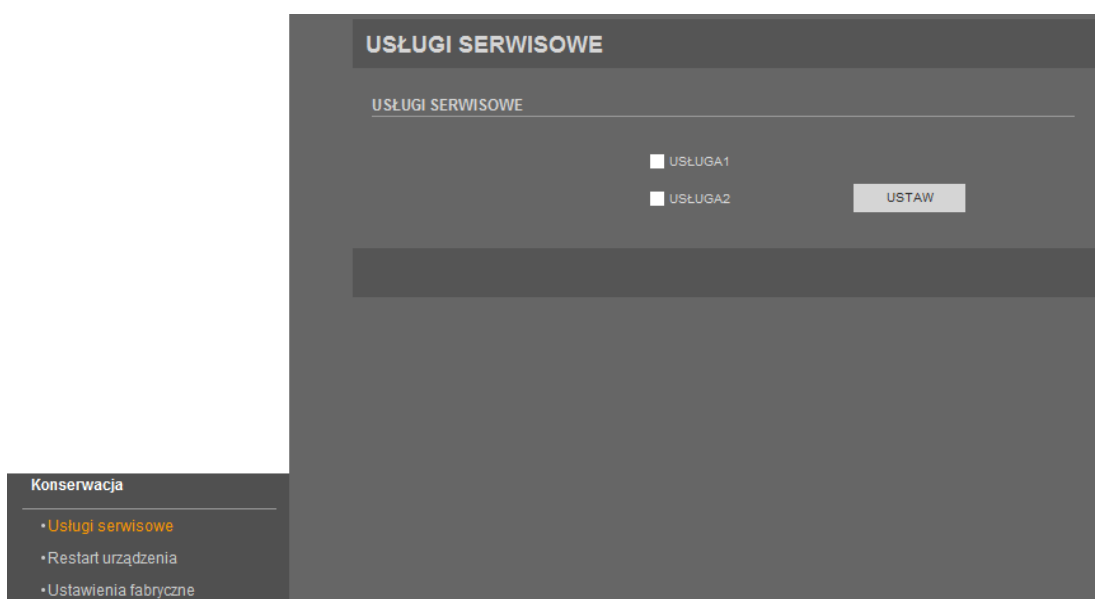 USŁUGI SERWISOWE
USŁUGI SERWISOWE
USŁUGA1
USŁUGA2
USTAW
Konserwacja
•Usługi serwisowe
•Restart urządzenia
•Ustawienia fabryczne